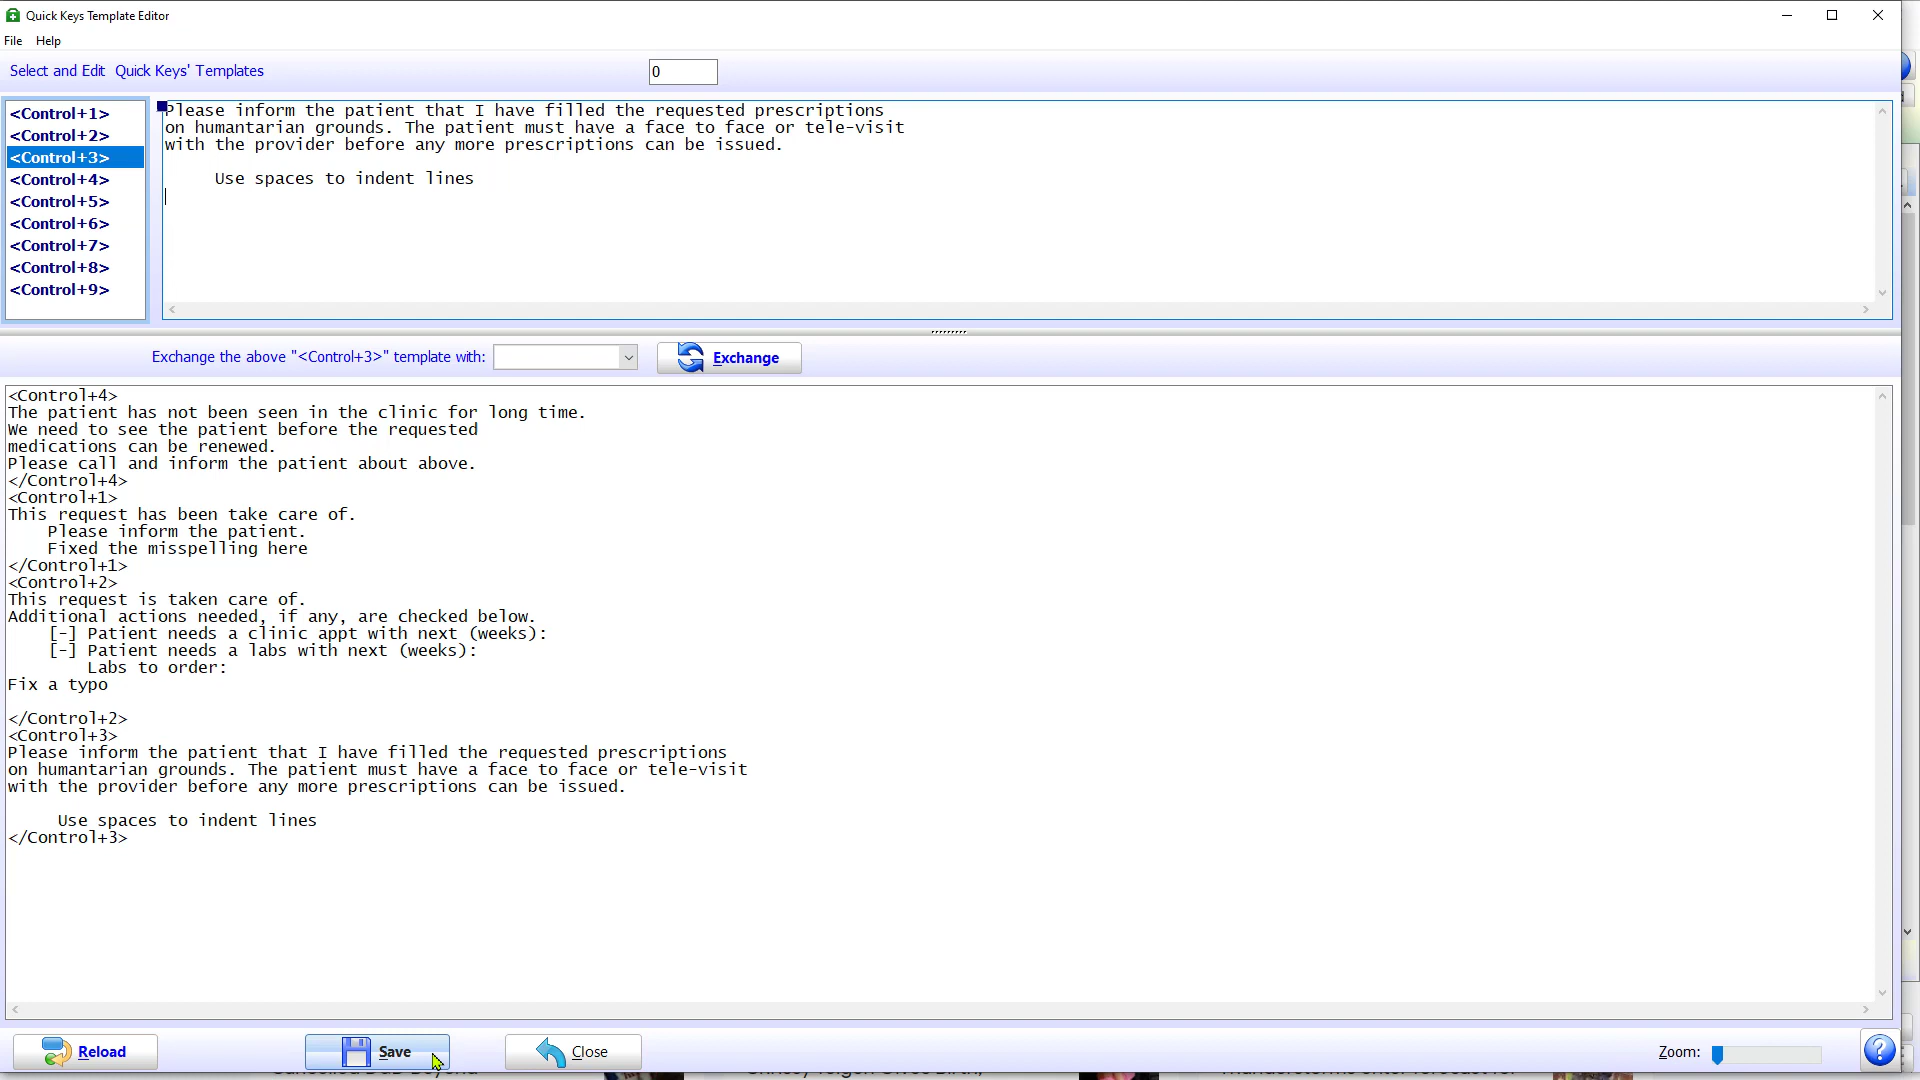 Quick Keys Template Editor
File Help
Select and Edit Quick Keys' Templates 0
<Control+1>
<Control+2>
<Control+3>
<Control+4>
<Control+5>
<Control+6>
<Control+7>
<Control+8>
<Control+9>
Please inform the patient that I have filled the requested prescriptions
on humantarian grounds. The patient must have a face to face or tele-visit
with the provider before any more prescriptions can be issued.
Use spaces to indent lines
Exchange the above "<Control+3>" template with: Exchange
<Control+4>
The patient has not been seen in the clinic for long time.
We need to see the patient before the requested
medications can be renewed.
Please call and inform the patient about above.
</Control+4>
<Control+1>
This request has been take care of.
Please inform the patient.
Fixed the misspelling here
</Control+1>
<Control+2>
This request is taken care of.
Additional actions needed, if any, are checked below.
[-] Patient needs a clinic appt with next (weeks):
[-] Patient needs a labs with next (weeks):
Labs to order:
Fix a typo
</Control+2>
<Control+3>
Please inform the patient that I have filled the requested prescriptions
on humantarian grounds. The patient must have a face to face or tele-visit
with the provider before any more prescriptions can be issued.
Use spaces to indent lines
</Control+3>
Reload Save Close Zoom: ?